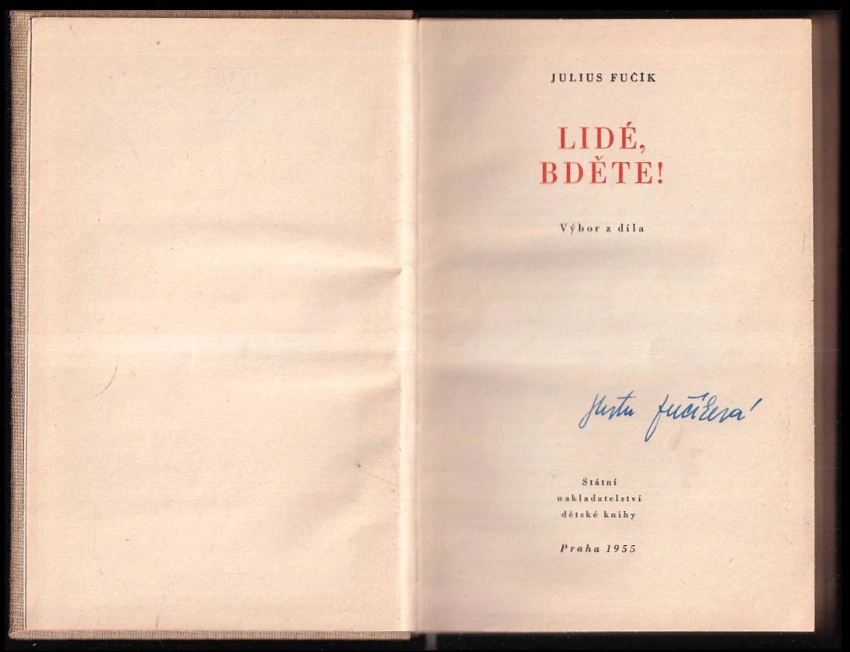 JULIUS FUČÍK
LIDÉ,
BDĚTE!
Výbor z díla
Gusta Fučíková
Státní
nakladatelství
dětské knihy
Praha 1955